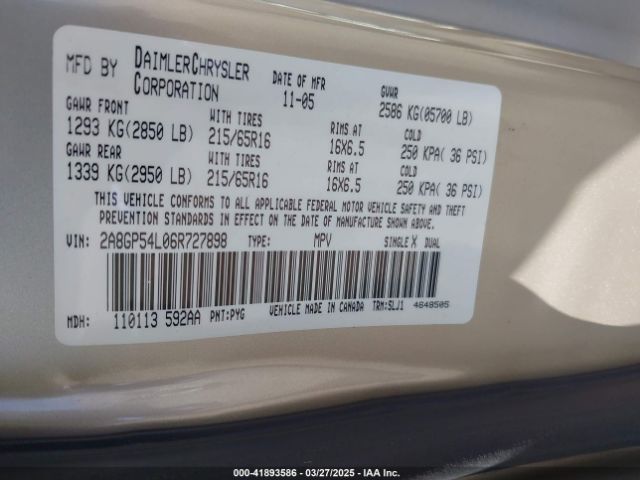 MFD BY DAIMLERCHRYSLER CORPORATION DATE OF MFR 11-05 GVWR 2586 KG(05700 LB)
GAWR FRONT WITH TIRES RIMS AT COLD
1293 KG(2850 LB) 215/65R16 16X6.5 250 KPA( 36 PSI)
GAWR REAR WITH TIRES RIMS AT COLD
1339 KG(2950 LB) 215/65R16 16X6.5 250 KPA( 36 PSI)
THIS VEHICLE CONFORMS TO ALL APPLICABLE FEDERAL MOTOR VEHICLE SAFETY AND THEFT
PREVENTION STANDARDS IN EFFECT ON THE DATE OF MANUFACTURE SHOWN ABOVE.
VIN: 2A8GP54L06R727898 TYPE: MPV SINGLE X DUAL
MDH: 110113 592AA PNT:PYG VEHICLE MADE IN CANADA TRM:SLJ1 4648505
000-41893586 - 03/27/2025 - IAA Inc.